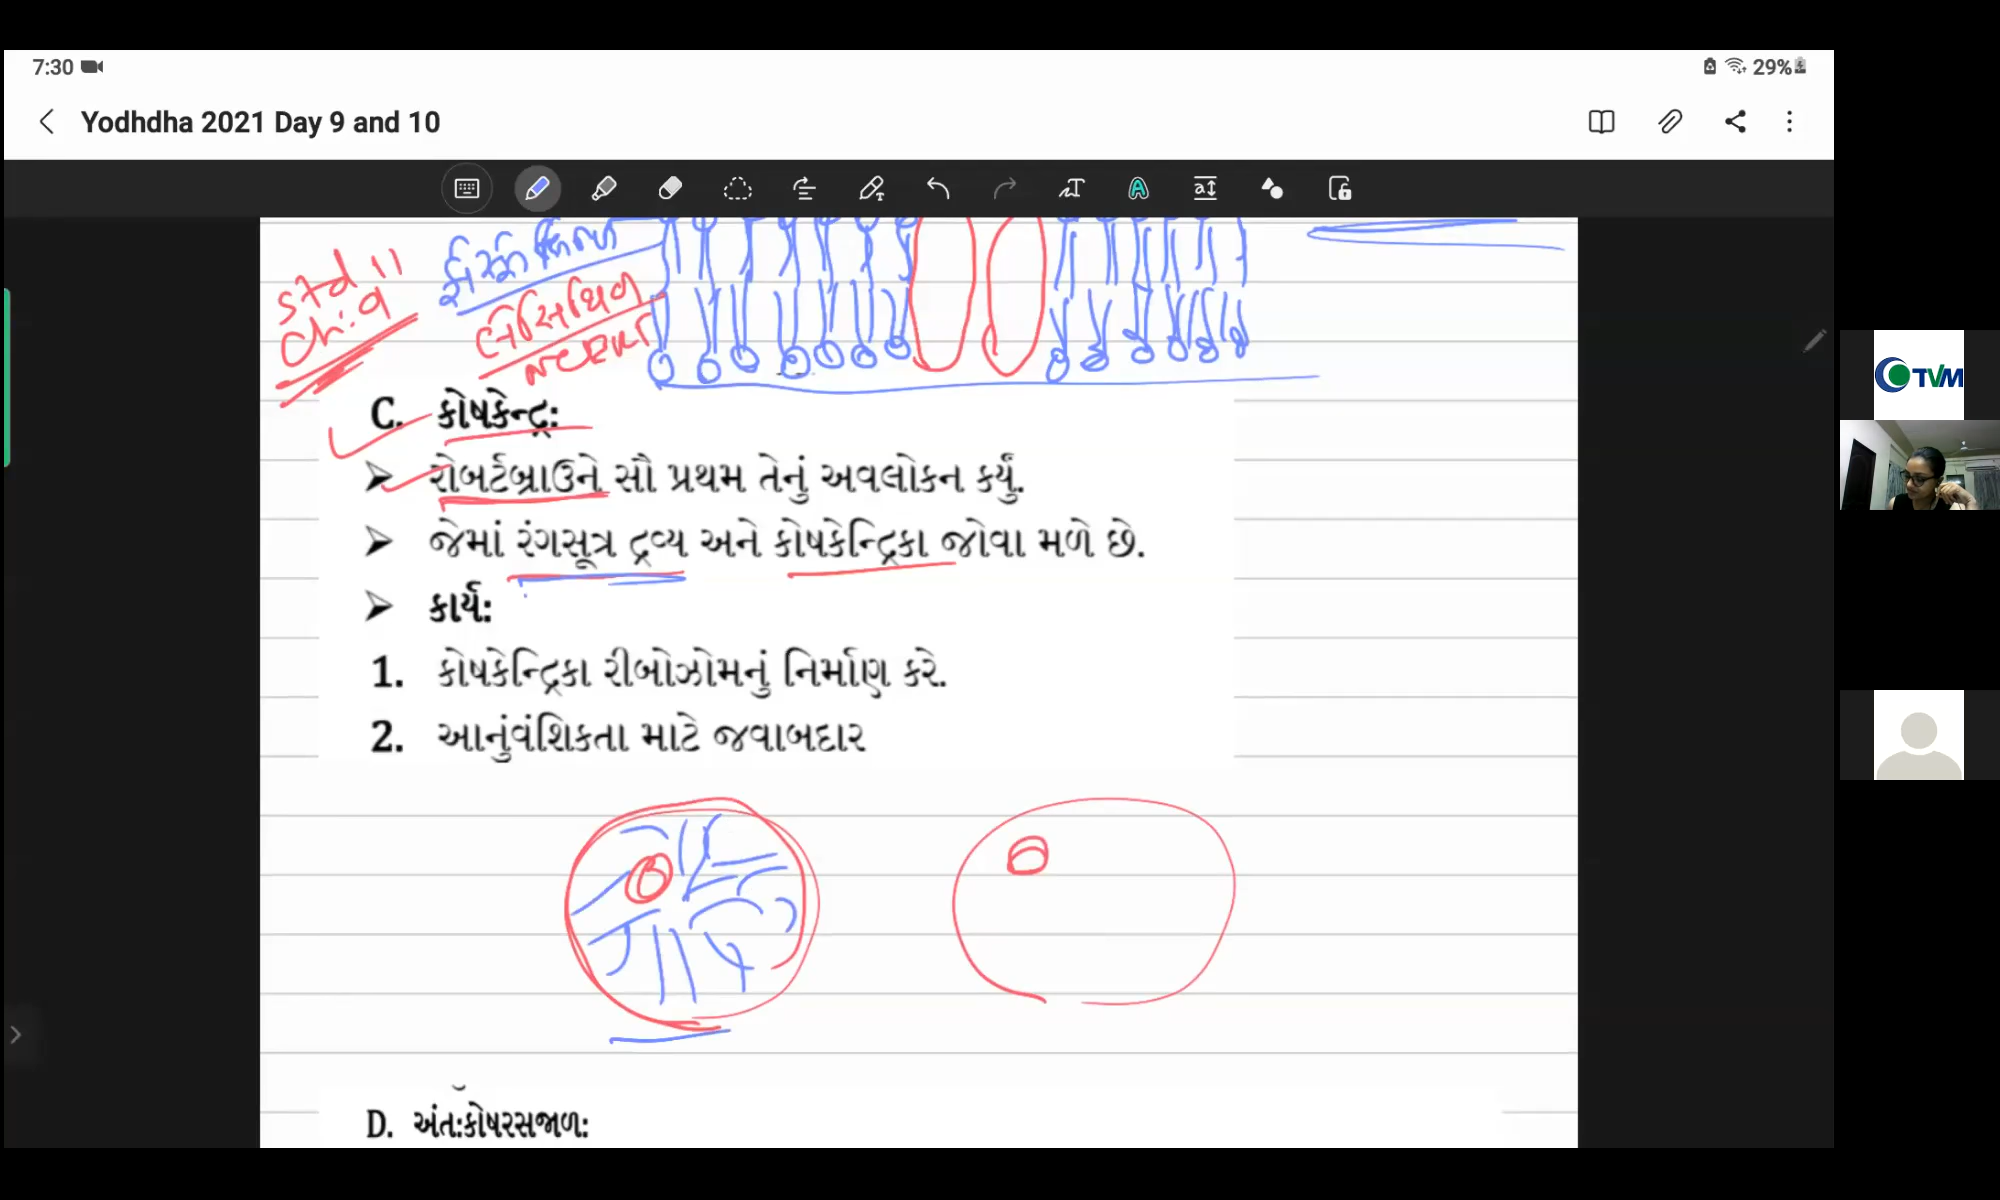 7:30
29%
Yodhdha 2021 Day 9 and 10
Std 11
Ch:9
લેસિથિન
C. કોષકેન્દ્ર:
➤ રોબર્ટબ્રાઉને સૌ પ્રથમ તેનું અવલોકન કર્યું.
➤ જેમાં રંગસૂત્ર દ્રવ્ય અને કોષકેન્દ્રિકા જોવા મળે છે.
➤ કાર્ય:
1. કોષકેન્દ્રિકા રીબોઝોમનું નિર્માણ કરે.
2. આનુંવંશિકતા માટે જવાબદાર
D. અંત:કોષરસજાળ:
TVM